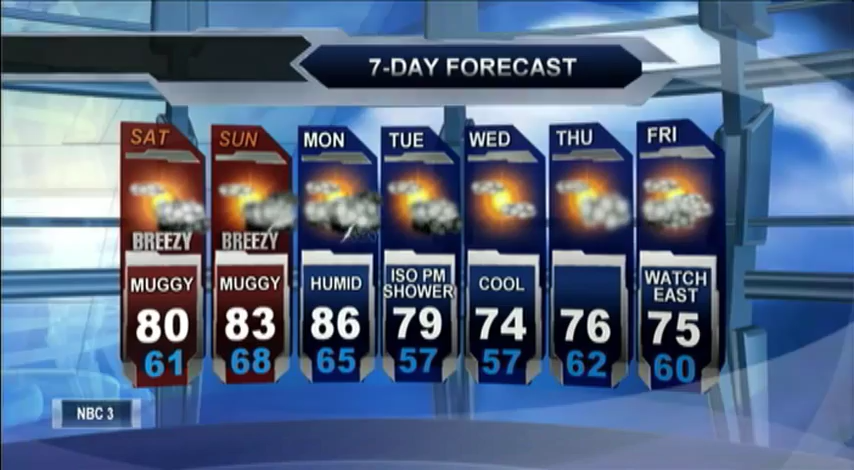 7-DAY FORECAST
SAT
SUN
MON
TUE
WED
THU
FRI
BREEZY
BREEZY
MUGGY
MUGGY
HUMID
ISO PM
SHOWER
COOL
WATCH
EAST
80
83
86
79
74
76
75
61
68
65
57
57
62
60
NBC 3